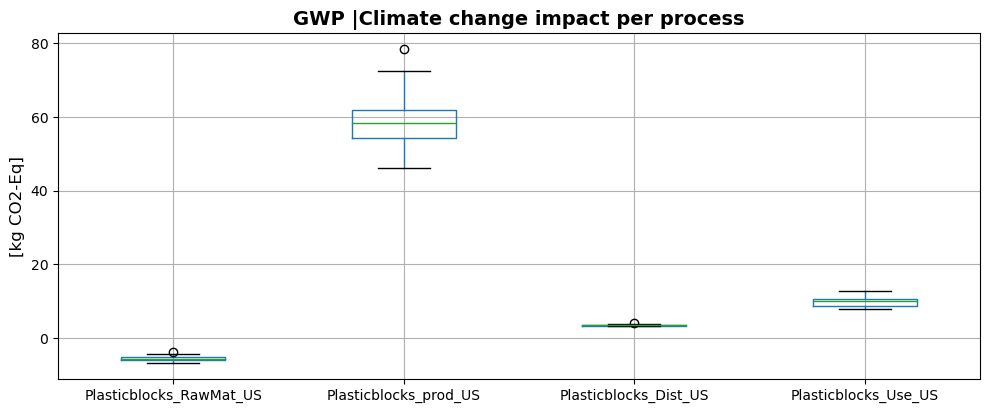 GWP |Climate change impact per process
[kg CO2-Eq]
80
60
40
20
0
Plasticblocks_RawMat_US
Plasticblocks_prod_US
Plasticblocks_Dist_US
Plasticblocks_Use_US